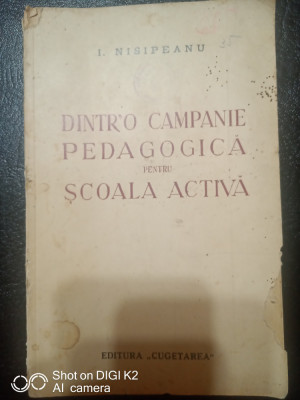 I. NISIPEANU
DINTR'O CAMPANIE
PEDAGOGICĂ
PENTRU
ȘCOALA ACTIVĂ
EDITURA „CUGETAREA"
Shot on DIGI K2
AI camera